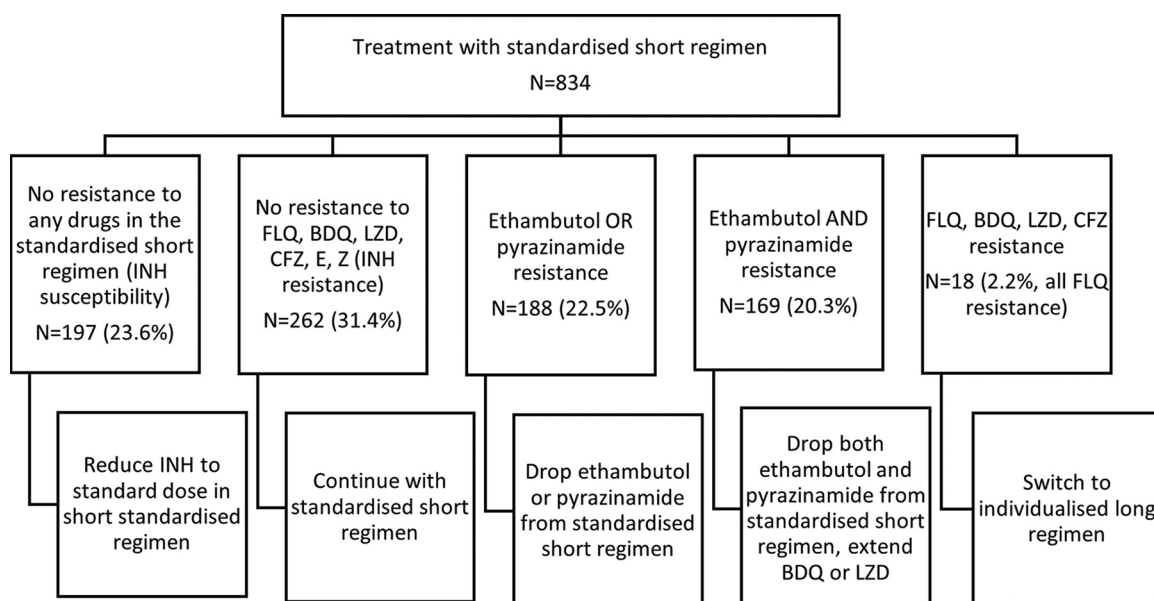 Treatment with standardised short regimen
N=834
No resistance to
any drugs in the
standardised short
regimen (INH
susceptibility)
N=197 (23.6%)
No resistance to
FLQ, BDQ, LZD,
CFZ, E, Z (INH
resistance)
N=262 (31.4%)
Ethambutol OR
pyrazinamide
resistance
N=188 (22.5%)
Ethambutol AND
pyrazinamide
resistance
N=169 (20.3%)
FLQ, BDQ, LZD, CFZ
resistance
N=18 (2.2%, all FLQ
resistance)
Reduce INH to
standard dose in
short standardised
regimen
Continue with
standardised short
regimen
Drop ethambutol
or pyrazinamide
from standardised
short regimen
Drop both
ethambutol and
pyrazinamide from
standardised short
regimen, extend
BDQ or LZD
Switch to
individualised long
regimen